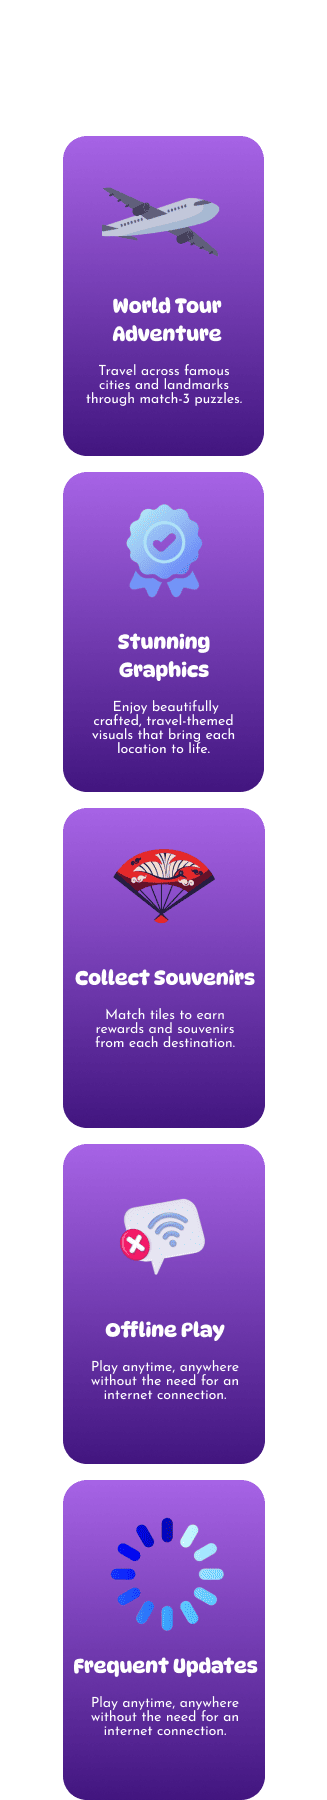 World Tour
Adventure
Travel across famous
cities and landmarks
through match-3 puzzles.
Stunning
Graphics
Enjoy beautifully
crafted, travel-themed
visuals that bring each
location to life.
Collect Souvenirs
Match tiles to earn
rewards and souvenirs
from each destination.
Offline Play
Play anytime, anywhere
without the need for an
internet connection.
Frequent Updates
Play anytime, anywhere
without the need for an
internet connection.